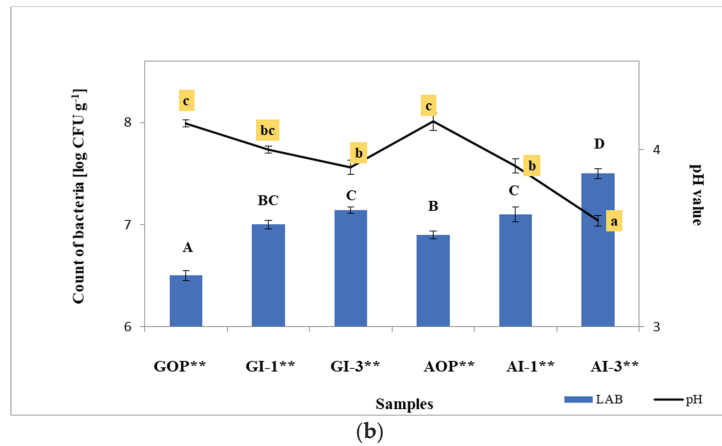 Count of bacteria [log CFU g⁻¹]
8
7
6
c
bc
b
c
b
a
A
BC
C
B
C
D
4
3
pH value
GOP** GI-1** GI-3** AOP** AI-1** AI-3**
Samples
LAB pH
(b)